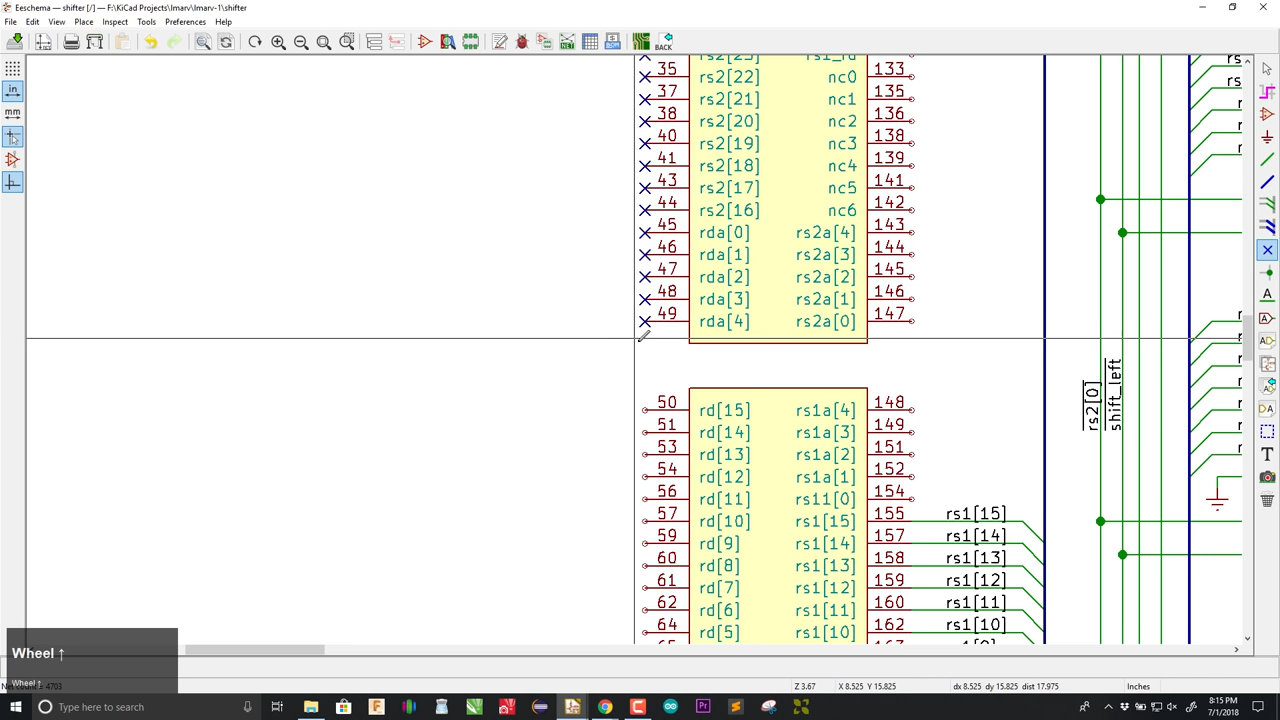 Eeschema — shifter [/] — F:\KiCad Projects\lmarv-1\shifter
File Edit View Place Inspect Tools Preferences Help
BACK
in
mm
rs2[23] rs1_rd
35 rs2[22] nc0 133
37 rs2[21] nc1 135
38 rs2[20] nc2 136
40 rs2[19] nc3 138
41 rs2[18] nc4 139
43 rs2[17] nc5 141
44 rs2[16] nc6 142
45 rda[0] rs2a[4] 143
46 rda[1] rs2a[3] 144
47 rda[2] rs2a[2] 145
48 rda[3] rs2a[1] 146
49 rda[4] rs2a[0] 147
rs2[0]
shift_left
50 rd[15] rs1a[4] 148
51 rd[14] rs1a[3] 149
53 rd[13] rs1a[2] 151
54 rd[12] rs1a[1] 152
56 rd[11] rs11[0] 154
57 rd[10] rs1[15] 155 rs1[15]
59 rd[9] rs1[14] 157 rs1[14]
60 rd[8] rs1[13] 158 rs1[13]
61 rd[7] rs1[12] 159 rs1[12]
62 rd[6] rs1[11] 160 rs1[11]
64 rd[5] rs1[10] 162 rs1[10]
Wheel ↑
Wheel ↑
Net count = 4703
Z 3.67 X 8.525 Y 15.825 dx 8.525 dy 15.825 dist 17.975 Inches
Type here to search
8:15 PM
7/1/2018